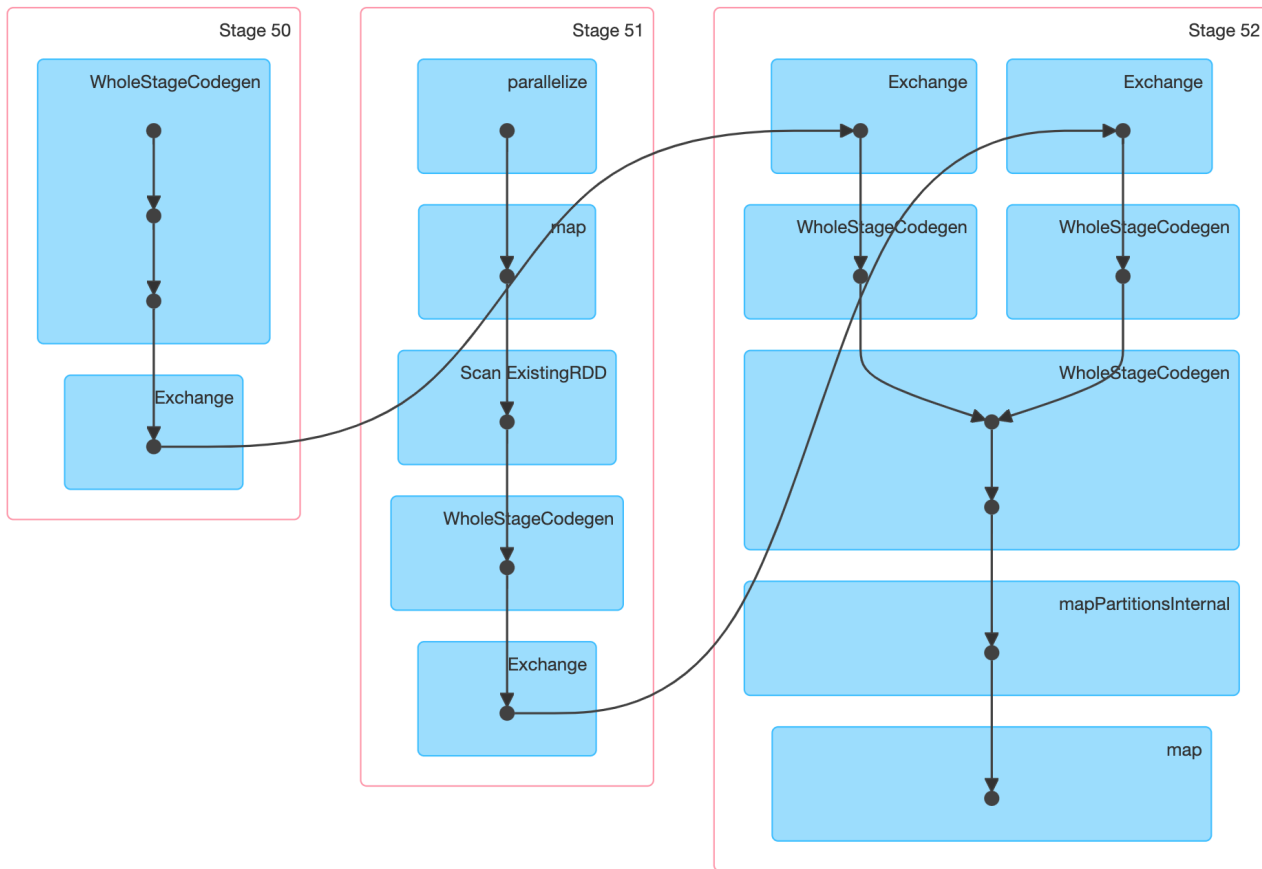 Stage 50
WholeStageCodegen
Exchange
Stage 51
parallelize
map
Scan ExistingRDD
WholeStageCodegen
Exchange
Stage 52
Exchange
Exchange
WholeStageCodegen
WholeStageCodegen
WholeStageCodegen
mapPartitionsInternal
map